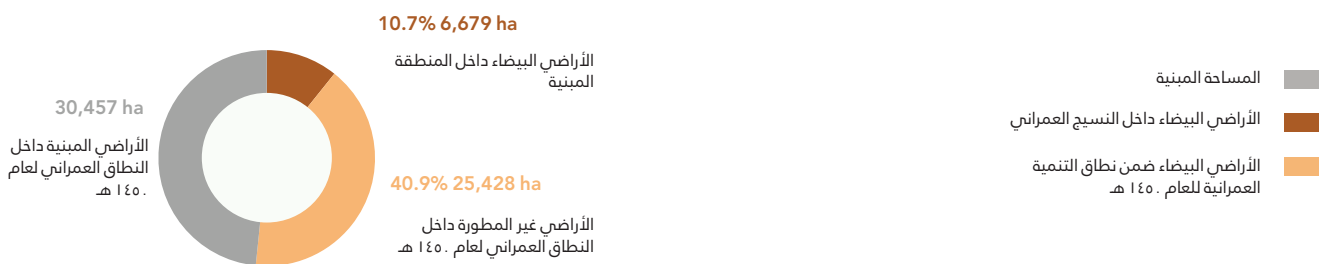 10.7% 6,679 ha
الأراضي البيضاء داخل المنطقة
المبنية
30,457 ha
الأراضي المبنية داخل
النطاق العمراني لعام
١٤٥٠ هـ
40.9% 25,428 ha
الأراضي غير المطورة داخل
النطاق العمراني لعام ١٤٥٠ هـ
المساحة المبنية
الأراضي البيضاء داخل النسيج العمراني
الأراضي البيضاء ضمن نطاق التنمية
العمرانية للعام ١٤٥٠ هـ